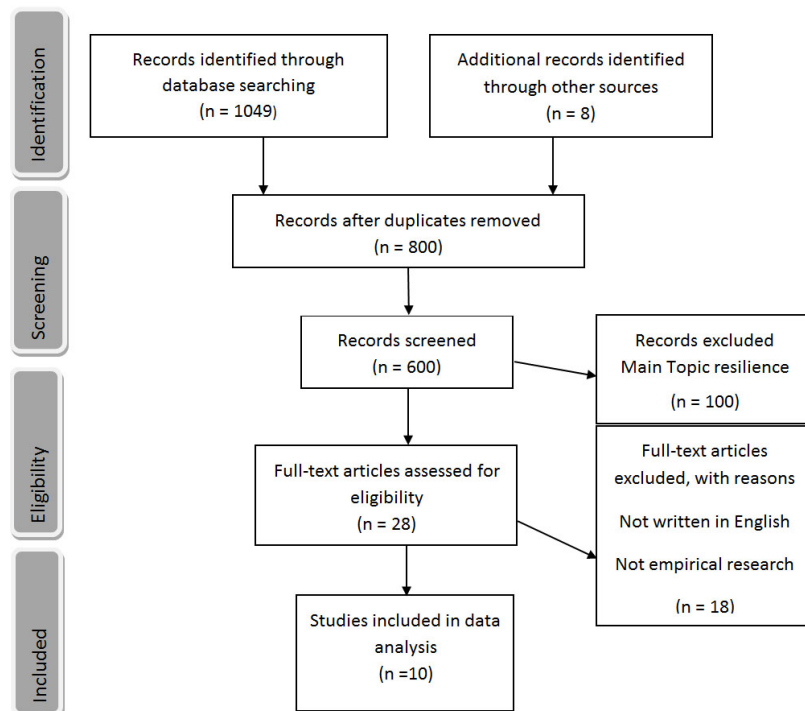 Identification
Records identified through
database searching
(n = 1049)
Additional records identified
through other sources
(n = 8)
Screening
Records after duplicates removed
(n = 800)
Records screened
(n = 600)
Records excluded
Main Topic resilience
(n = 100)
Eligibility
Full-text articles assessed for
eligibility
(n = 28)
Full-text articles
excluded, with reasons
Not written in English
Not empirical research
(n = 18)
Included
Studies included in data
analysis
(n =10)